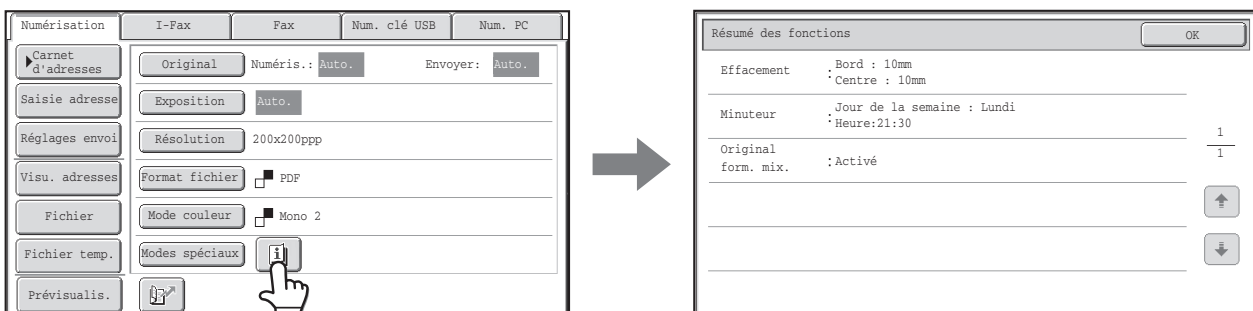 Numérisation
I-Fax
Fax
Num. clé USB
Num. PC
Carnet
d'adresses
Original
Numéris.: Auto.
Envoyer: Auto.
Saisie adresse
Exposition
Auto.
Réglages envoi
Résolution
200x200ppp
Visu. adresses
Format fichier
PDF
Fichier
Mode couleur
Mono 2
Fichier temp.
Modes spéciaux
Prévisualis.
Résumé des fonctions
OK
Effacement
:Bord : 10mm
Centre : 10mm
Minuteur
:Jour de la semaine : Lundi
Heure:21:30
Original
form. mix.
:Activé
1
1